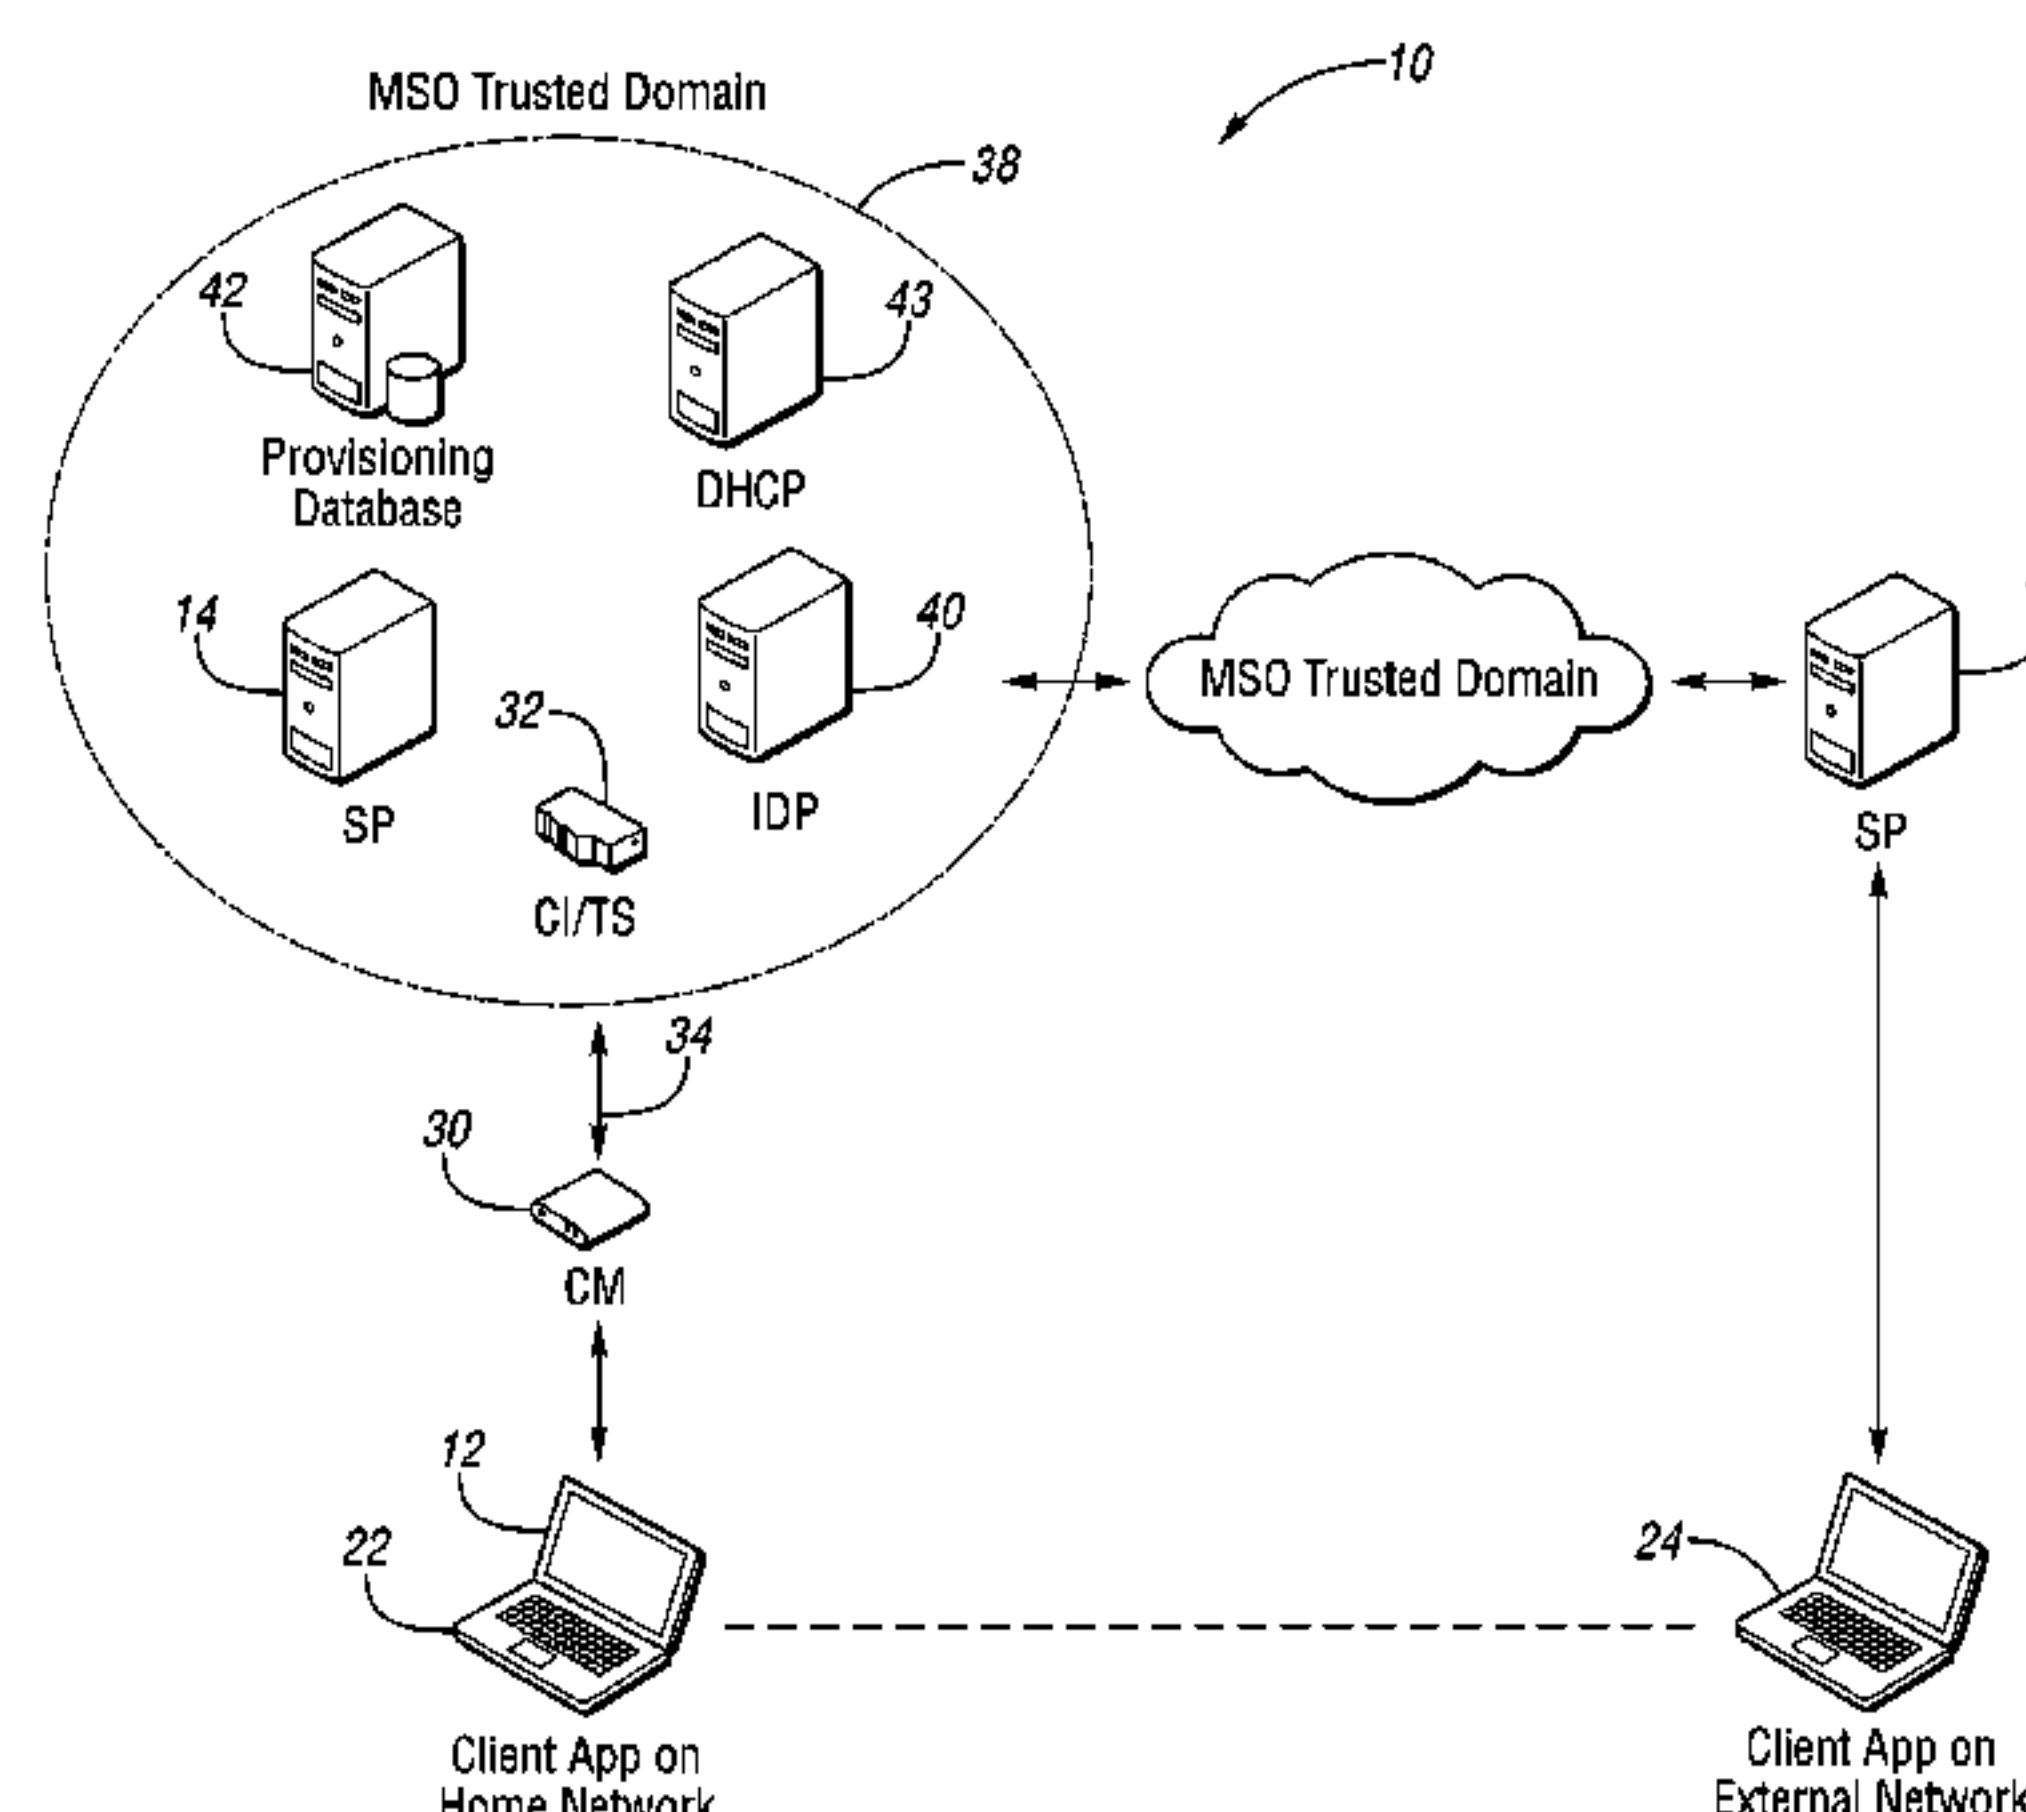 10
MSO Trusted Domain
38
42
43
Provisioning
Database
DHCP
14
40
MSO Trusted Domain
32
SP
IDP
SP
CI/TS
34
30
CM
12
22
24
Client App on
Home Network
Client App on
External Network